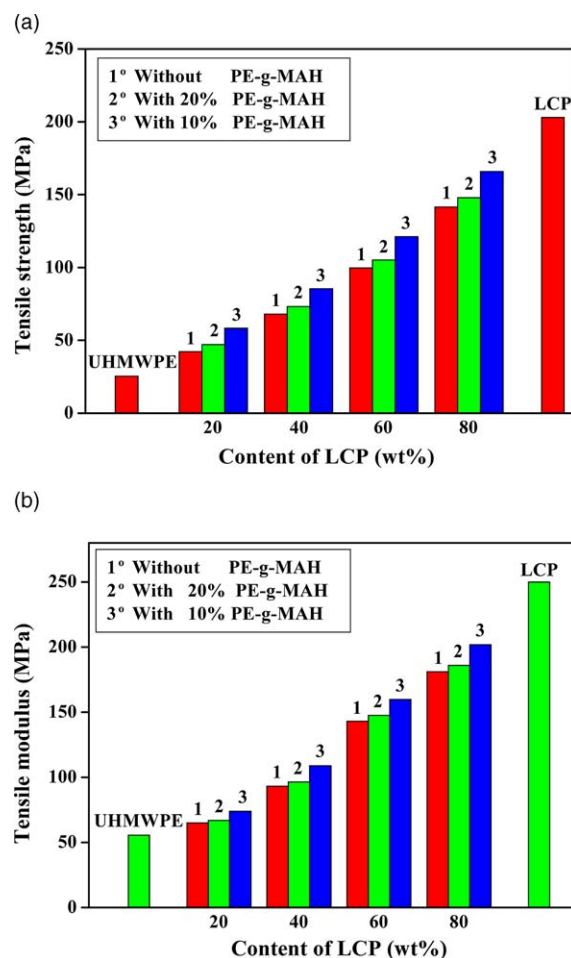 (a)
250
200
150
100
50
0
Tensile strength (MPa)
1° Without PE-g-MAH
2° With 20% PE-g-MAH
3° With 10% PE-g-MAH
UHMWPE
1 2 3
1 2 3
1 2 3
1 2 3
LCP
20 40 60 80
Content of LCP (wt%)
(b)
250
200
150
100
50
0
Tensile modulus (MPa)
1° Without PE-g-MAH
2° With 20% PE-g-MAH
3° With 10% PE-g-MAH
UHMWPE
1 2 3
1 2 3
1 2 3
1 2 3
LCP
20 40 60 80
Content of LCP (wt%)